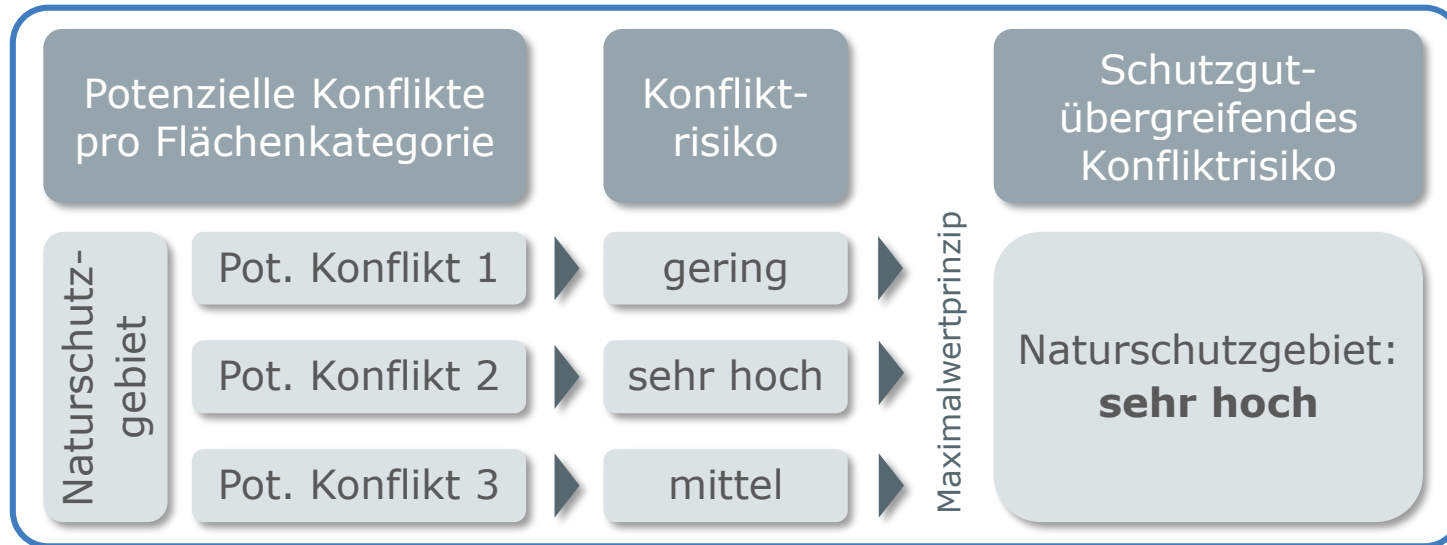 Potenzielle Konflikte
pro Flächenkategorie
Konflikt-
risiko
Schutzgut-
übergreifendes
Konfliktrisiko
Naturschutz-
gebiet
Pot. Konflikt 1
gering
Pot. Konflikt 2
sehr hoch
Pot. Konflikt 3
mittel
Maximalwertprinzip
Naturschutzgebiet:
sehr hoch